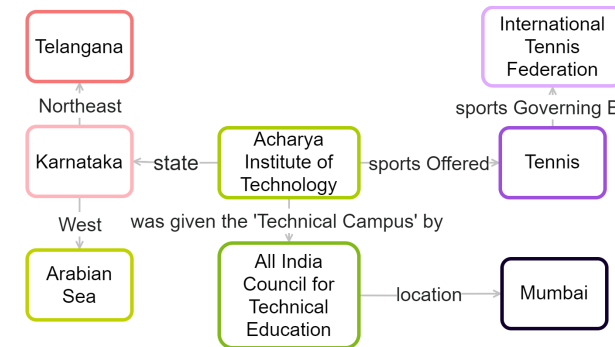 Telangana
International
Tennis
Federation
Northeast
sports Governing
Karnataka
state
Acharya
Institute of
Technology
sports Offered
Tennis
West
was given the 'Technical Campus' by
Arabian
Sea
All India
Council for
Technical
Education
location
Mumbai